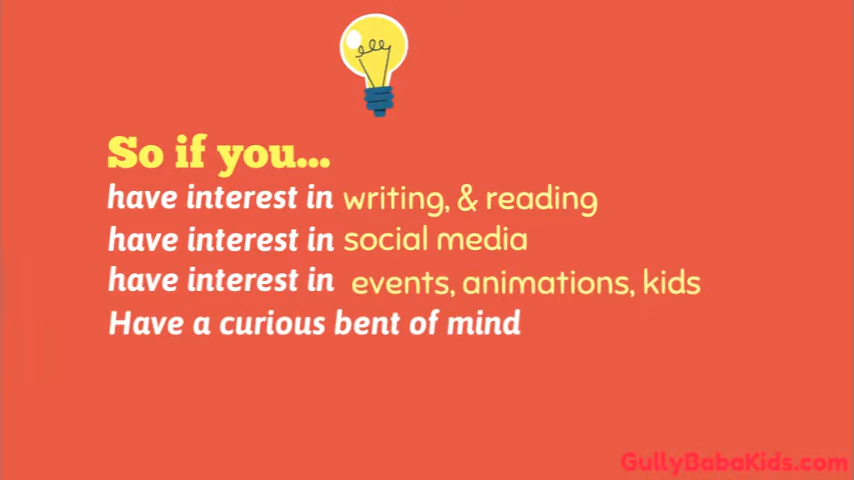 So if you...
have interest in writing, & reading
have interest in social media
have interest in events, animations, kids
Have a curious bent of mind
GullyBabaKids.com